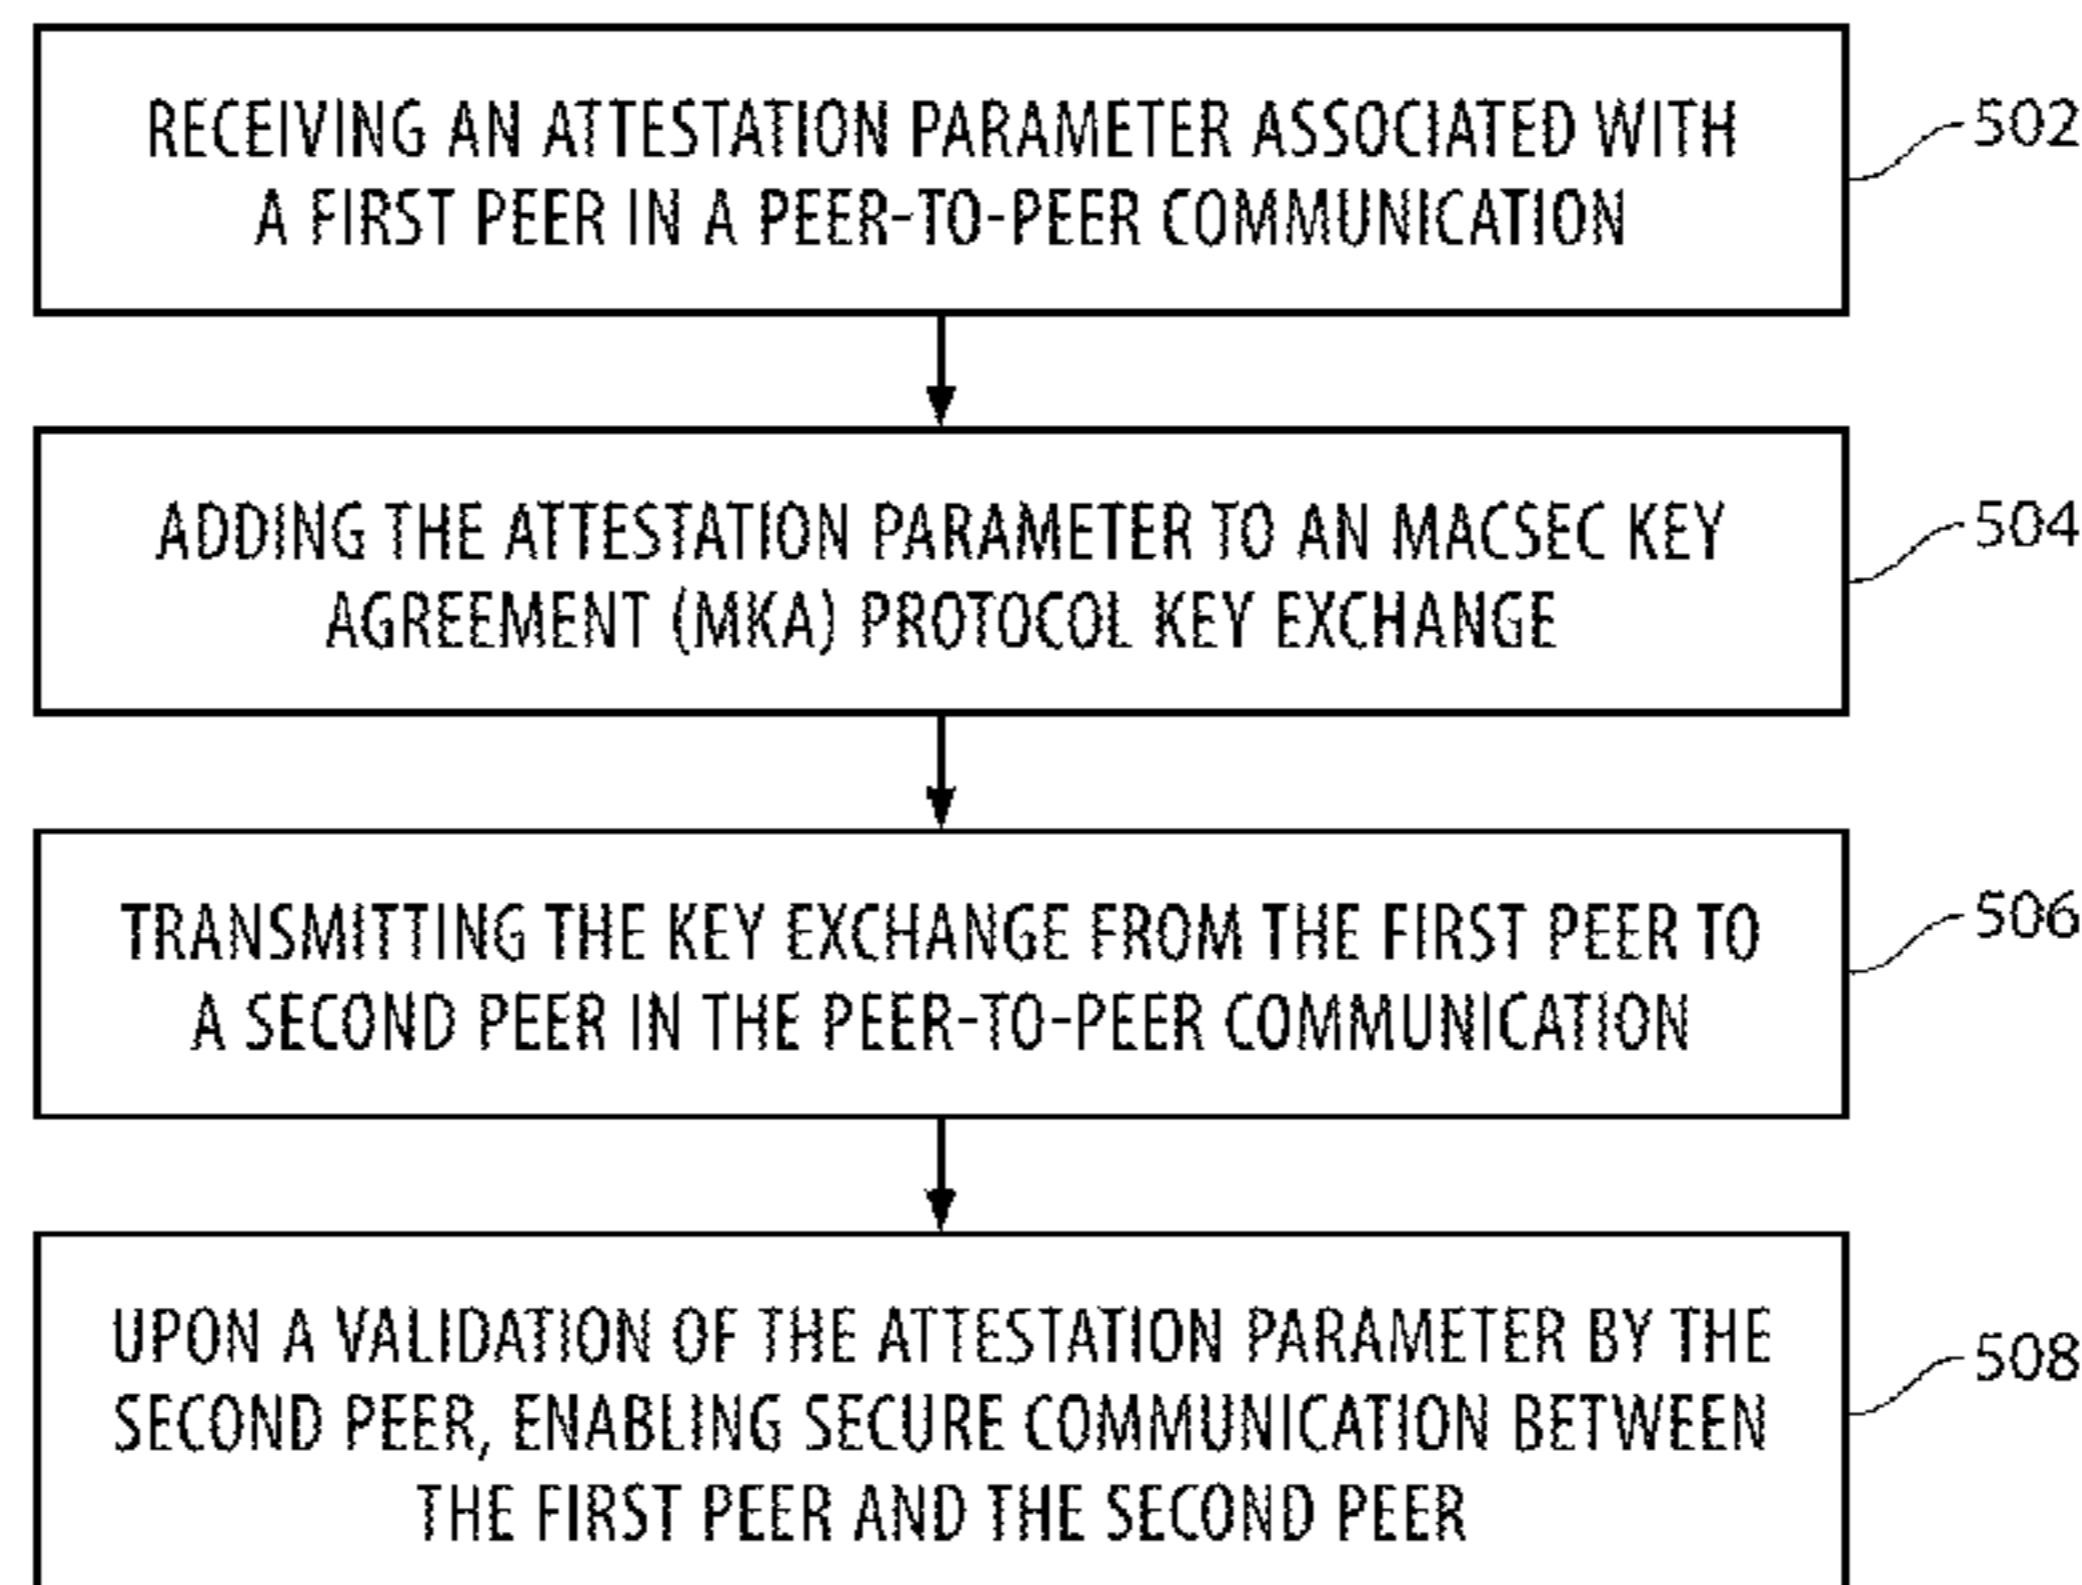 RECEIVING AN ATTESTATION PARAMETER ASSOCIATED WITH
A FIRST PEER IN A PEER-TO-PEER COMMUNICATION
502
ADDING THE ATTESTATION PARAMETER TO AN MACSEC KEY
AGREEMENT (MKA) PROTOCOL KEY EXCHANGE
504
TRANSMITTING THE KEY EXCHANGE FROM THE FIRST PEER TO
A SECOND PEER IN THE PEER-TO-PEER COMMUNICATION
506
UPON A VALIDATION OF THE ATTESTATION PARAMETER BY THE
SECOND PEER, ENABLING SECURE COMMUNICATION BETWEEN
THE FIRST PEER AND THE SECOND PEER
508